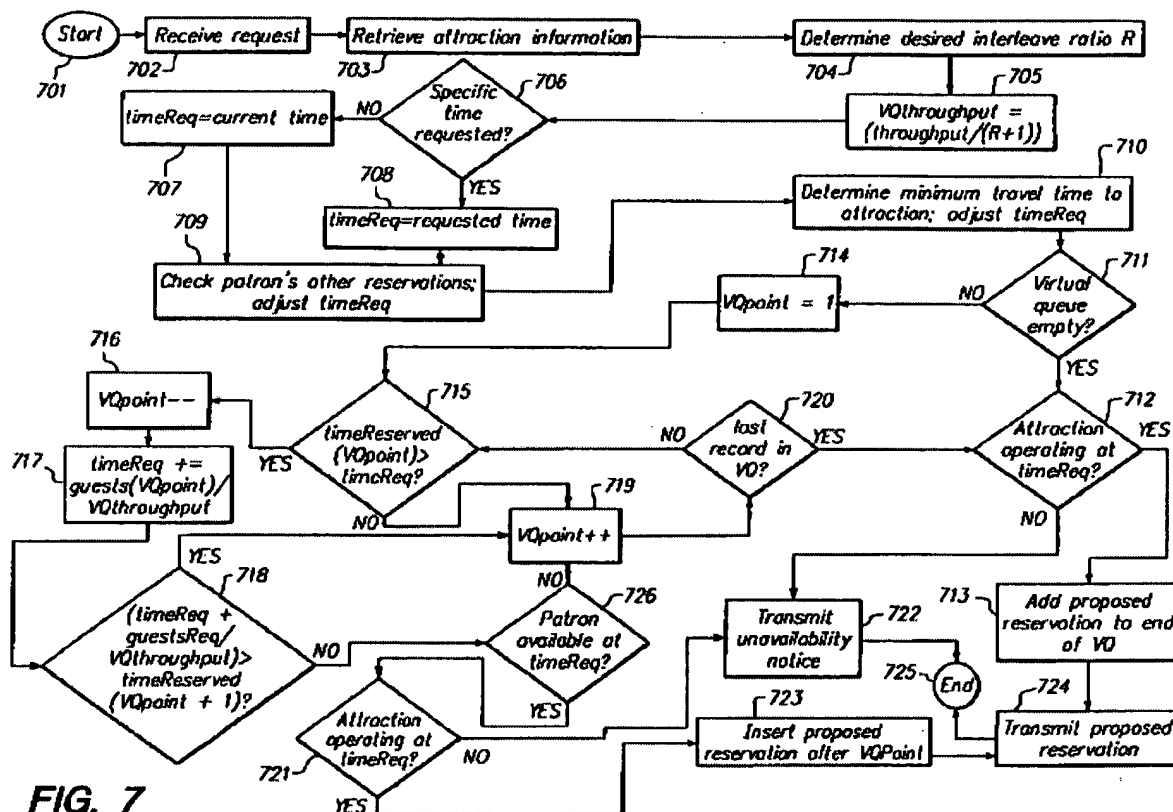 Start
701
Receive request
702
Retrieve attraction information
703
Determine desired interleave ratio R
704
705
VQthroughput =
(throughput/(R+1))
706
Specific
time
requested?
NO
YES
timeReq=current time
707
708
timeReq=requested time
709
Check patron's other reservations;
adjust timeReq
710
Determine minimum travel time to
attraction; adjust timeReq
711
Virtual
queue
empty?
NO
YES
714
VQpoint = 1
715
timeReserved
(VQpoint)>
timeReq?
YES
NO
716
VQpoint--
717
timeReq +=
guests(VQpoint)/
VQthroughput
718
(timeReq +
guestsReq/
VQthroughput)>
timeReserved
(VQpoint + 1)?
YES
NO
719
VQpoint++
720
last
record in
VQ?
NO
YES
712
Attraction
operating at
timeReq?
YES
NO
726
Patron
available at
timeReq?
NO
YES
721
Attraction
operating at
timeReq?
NO
YES
Transmit
unavailability
notice
722
713
Add proposed
reservation to end
of VQ
725
End
724
Transmit proposed
reservation
723
Insert proposed
reservation after VQPoint
FIG. 7